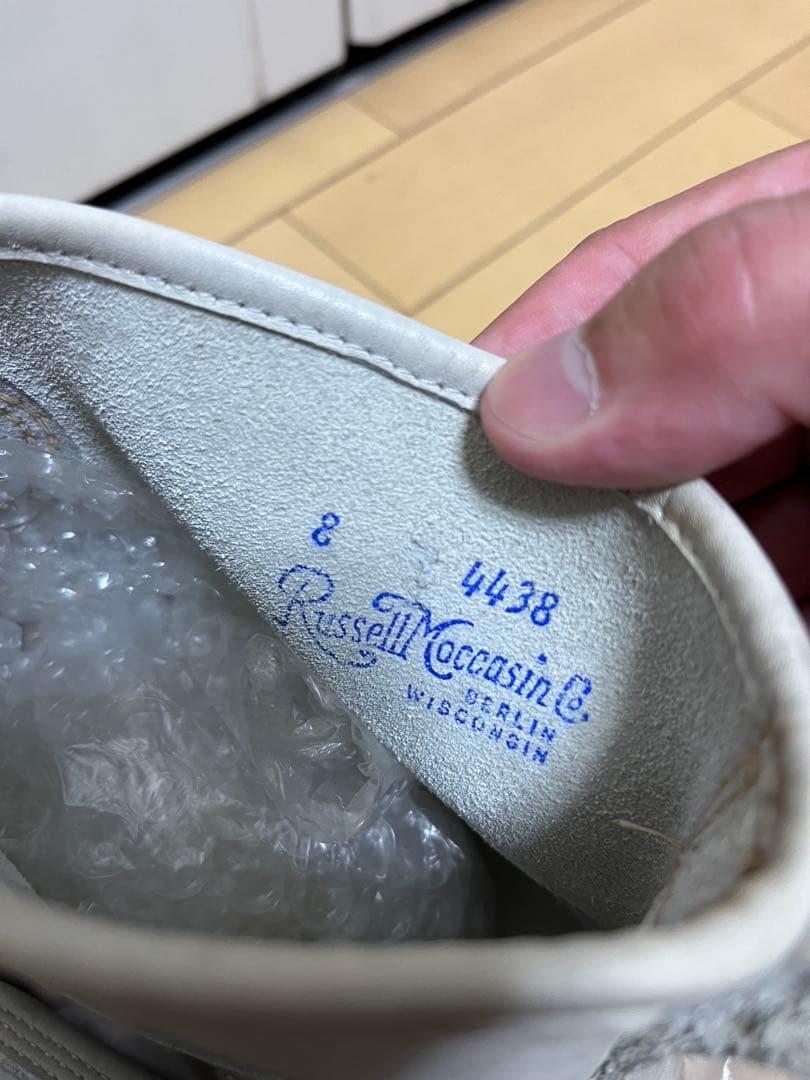 8 4438
Russell Moccasin Co.
BERLIN
WISCONSIN